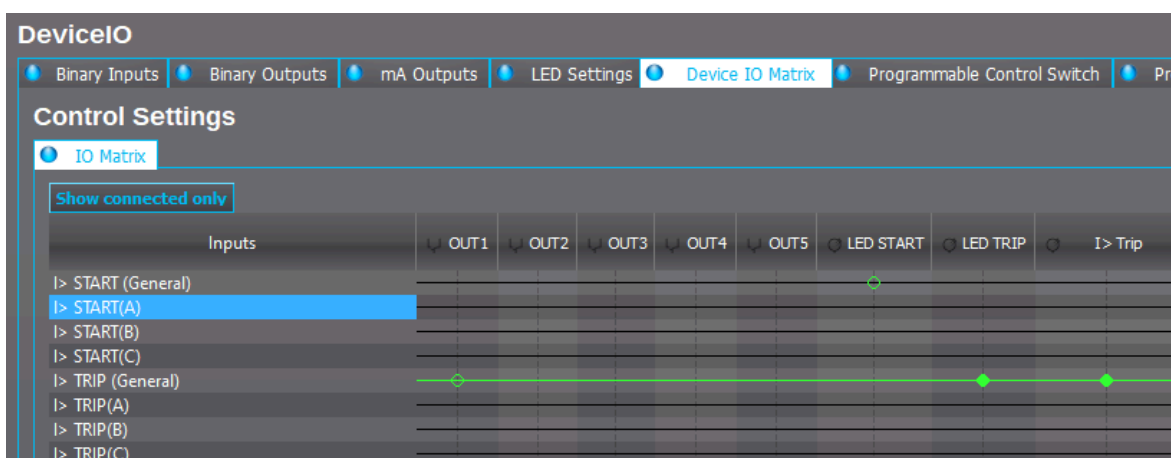 DeviceIO
Binary Inputs Binary Outputs mA Outputs LED Settings Device IO Matrix Programmable Control Switch Pr
Control Settings
IO Matrix
Show connected only
Inputs OUT1 OUT2 OUT3 OUT4 OUT5 LED START LED TRIP I> Trip
I> START (General)
I> START(A)
I> START(B)
I> START(C)
I> TRIP (General)
I> TRIP(A)
I> TRIP(B)
I> TRIP(C)